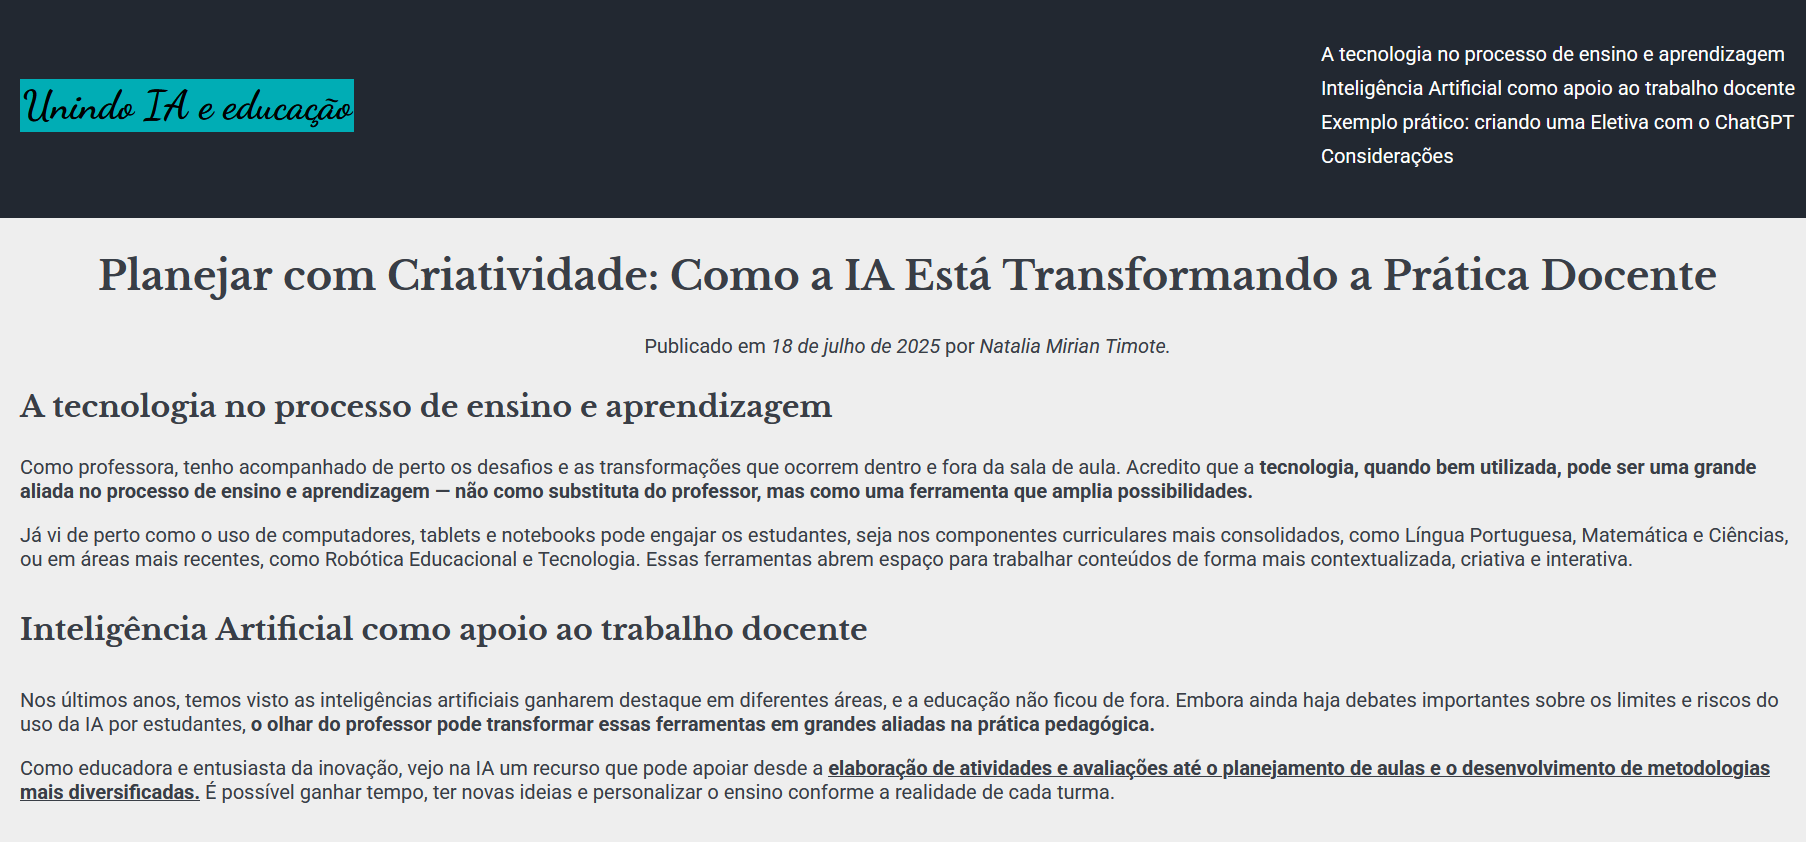 Unindo IA e educação
A tecnologia no processo de ensino e aprendizagem
Inteligência Artificial como apoio ao trabalho docente
Exemplo prático: criando uma Eletiva com o ChatGPT
Considerações
Planejar com Criatividade: Como a IA Está Transformando a Prática Docente
Publicado em 18 de julho de 2025 por Natalia Mirian Timote.
A tecnologia no processo de ensino e aprendizagem
Como professora, tenho acompanhado de perto os desafios e as transformações que ocorrem dentro e fora da sala de aula. Acredito que a tecnologia, quando bem utilizada, pode ser uma grande
aliada no processo de ensino e aprendizagem — não como substituta do professor, mas como uma ferramenta que amplia possibilidades.
Já vi de perto como o uso de computadores, tablets e notebooks pode engajar os estudantes, seja nos componentes curriculares mais consolidados, como Língua Portuguesa, Matemática e Ciências,
ou em áreas mais recentes, como Robótica Educacional e Tecnologia. Essas ferramentas abrem espaço para trabalhar conteúdos de forma mais contextualizada, criativa e interativa.
Inteligência Artificial como apoio ao trabalho docente
Nos últimos anos, temos visto as inteligências artificiais ganharem destaque em diferentes áreas, e a educação não ficou de fora. Embora ainda haja debates importantes sobre os limites e riscos do
uso da IA por estudantes, o olhar do professor pode transformar essas ferramentas em grandes aliadas na prática pedagógica.
Como educadora e entusiasta da inovação, vejo na IA um recurso que pode apoiar desde a elaboração de atividades e avaliações até o planejamento de aulas e o desenvolvimento de metodologias
mais diversificadas. É possível ganhar tempo, ter novas ideias e personalizar o ensino conforme a realidade de cada turma.